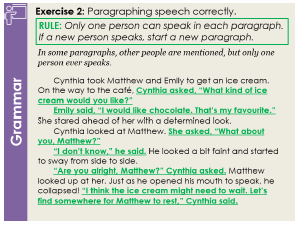 Grammar
Exercise 2: Paragraphing speech correctly.
RULE: Only one person can speak in each paragraph.
If a new person speaks, start a new paragraph.
In some paragraphs, other people are mentioned, but only one
person ever speaks.
Cynthia took Matthew and Emily to get an ice cream.
On the way to the café, Cynthia asked, “What kind of ice
cream would you like?”
Emily said, “I would like chocolate. That’s my favourite.”
She stared ahead of her with a determined look.
Cynthia looked at Matthew. She asked, “What about
you, Matthew?”
“I don’t know,” he said. He looked a bit faint and started
to sway from side to side.
“Are you alright, Matthew?” Cynthia asked. Matthew
looked up at her. Just as he opened his mouth to speak, he
collapsed! “I think the ice cream might need to wait. Let’s
find somewhere for Matthew to rest,” Cynthia said.